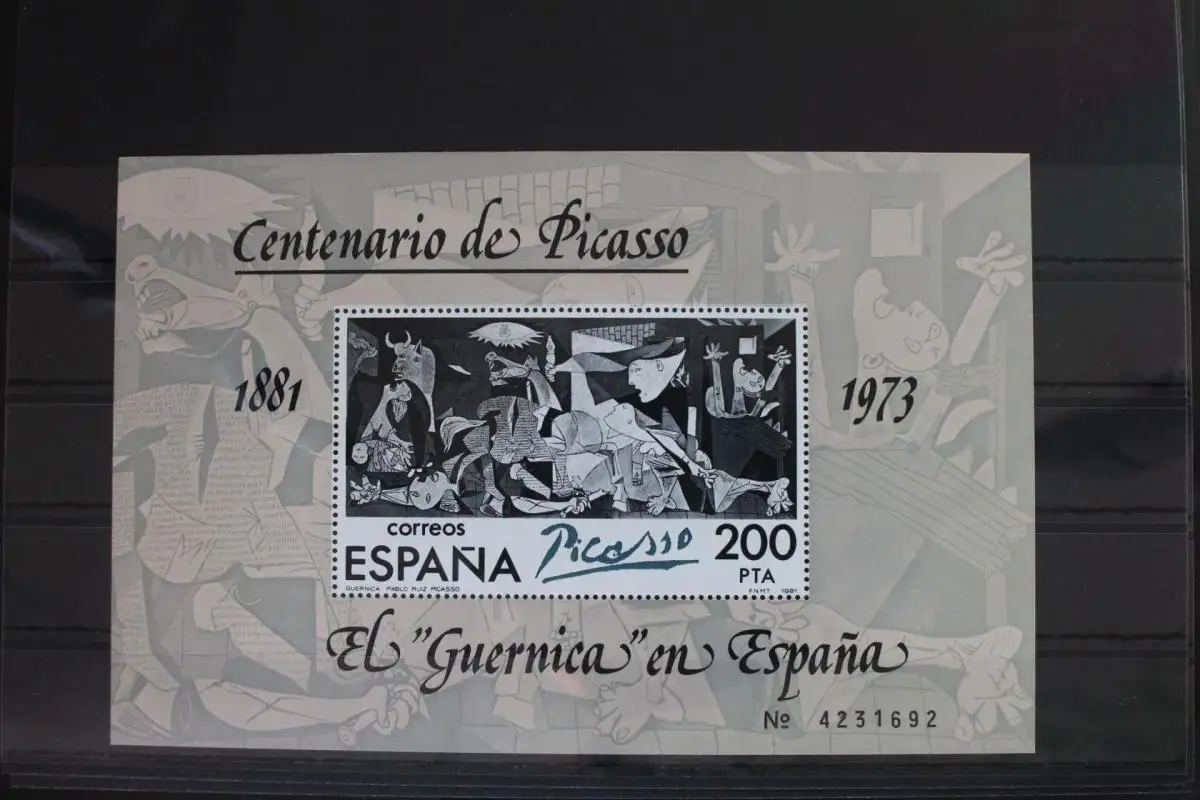 Centenario de Picasso
1881
1973
correos
ESPAÑA
Picasso
200
PTA
GUERNICA PABLO RUIZ PICASSO
F.N.M.T. 1981
El "Guernica" en España
Nº 4231692